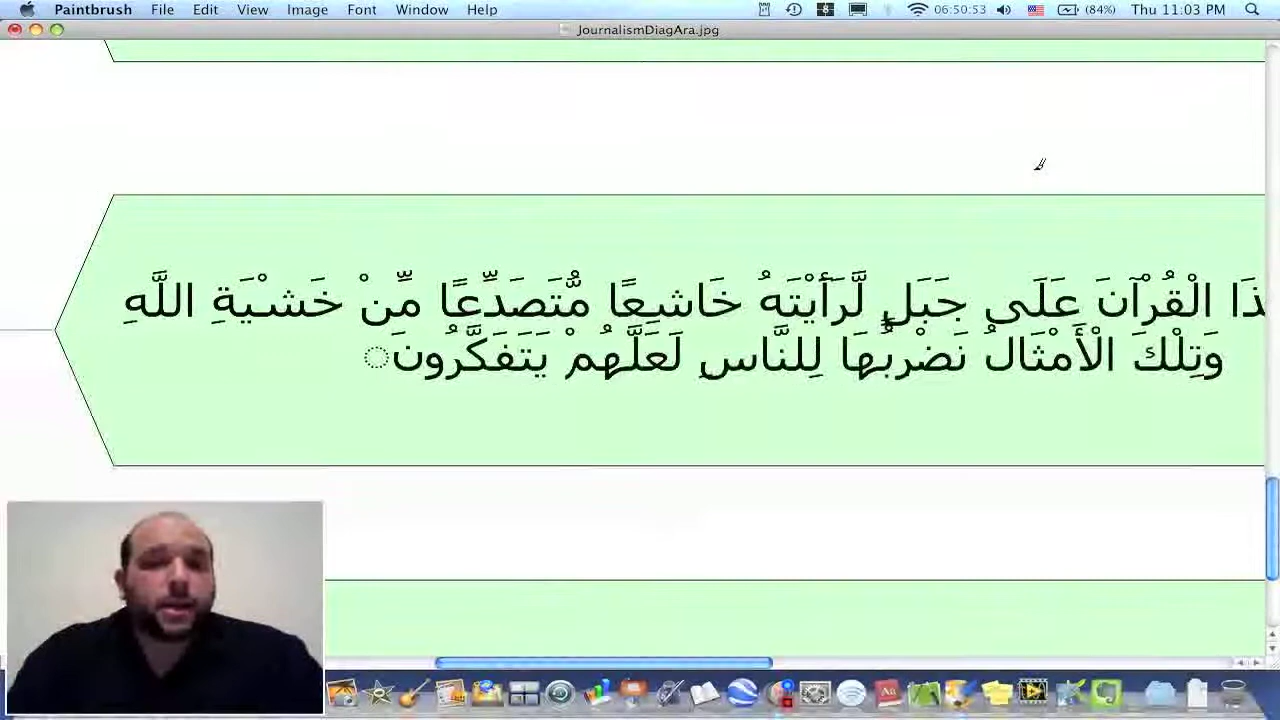 Paintbrush File Edit View Image Font Window Help 06:50:53 (84%) Thu 11:03 PM
JournalismDiagAra.jpg
ذَا الْقُرْآنَ عَلَى جَبَلٍ لَّرَأَيْتَهُ خَاشِعًا مُّتَصَدِّعًا مِّنْ خَشْيَةِ اللَّهِ
وَتِلْكَ الْأَمْثَالُ نَضْرِبُهَا لِلنَّاسِ لَعَلَّهُمْ يَتَفَكَّرُونَ